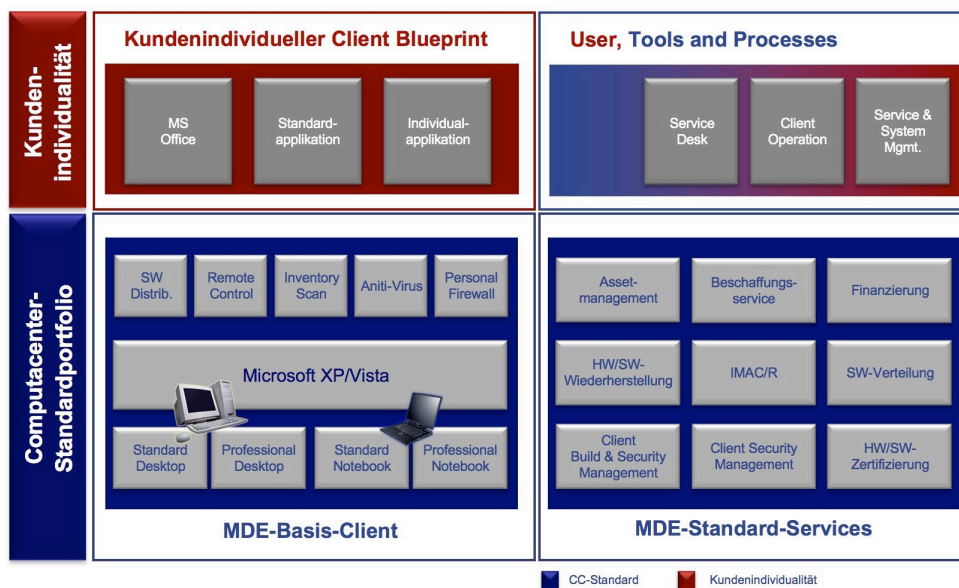 Kunden-
individualität
Kundenindividueller Client Blueprint
MS
Office
Standard-
applikation
Individual-
applikation
User, Tools and Processes
Service
Desk
Client
Operation
Service &
System
Mgmt.
Computacenter-
Standardportfolio
SW
Distrib.
Remote
Control
Inventory
Scan
Aniti-Virus
Personal
Firewall
Microsoft XP/Vista
Standard
Desktop
Professional
Desktop
Standard
Notebook
Professional
Notebook
MDE-Basis-Client
Asset-
management
Beschaffungs-
service
Finanzierung
HW/SW-
Wiederherstellung
IMAC/R
SW-Verteilung
Client
Build & Security
Management
Client Security
Management
HW/SW-
Zertifizierung
MDE-Standard-Services
CC-Standard
Kundenindividualität